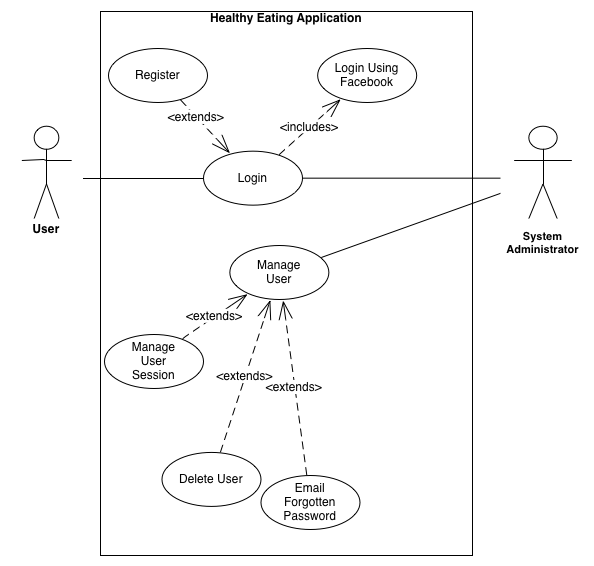 Healthy Eating Application
Register
Login Using
Facebook
<extends>
<includes>
Login
User
System
Administrator
Manage
User
<extends>
Manage
User
Session
<extends>
<extends>
Delete User
Email
Forgotten
Password